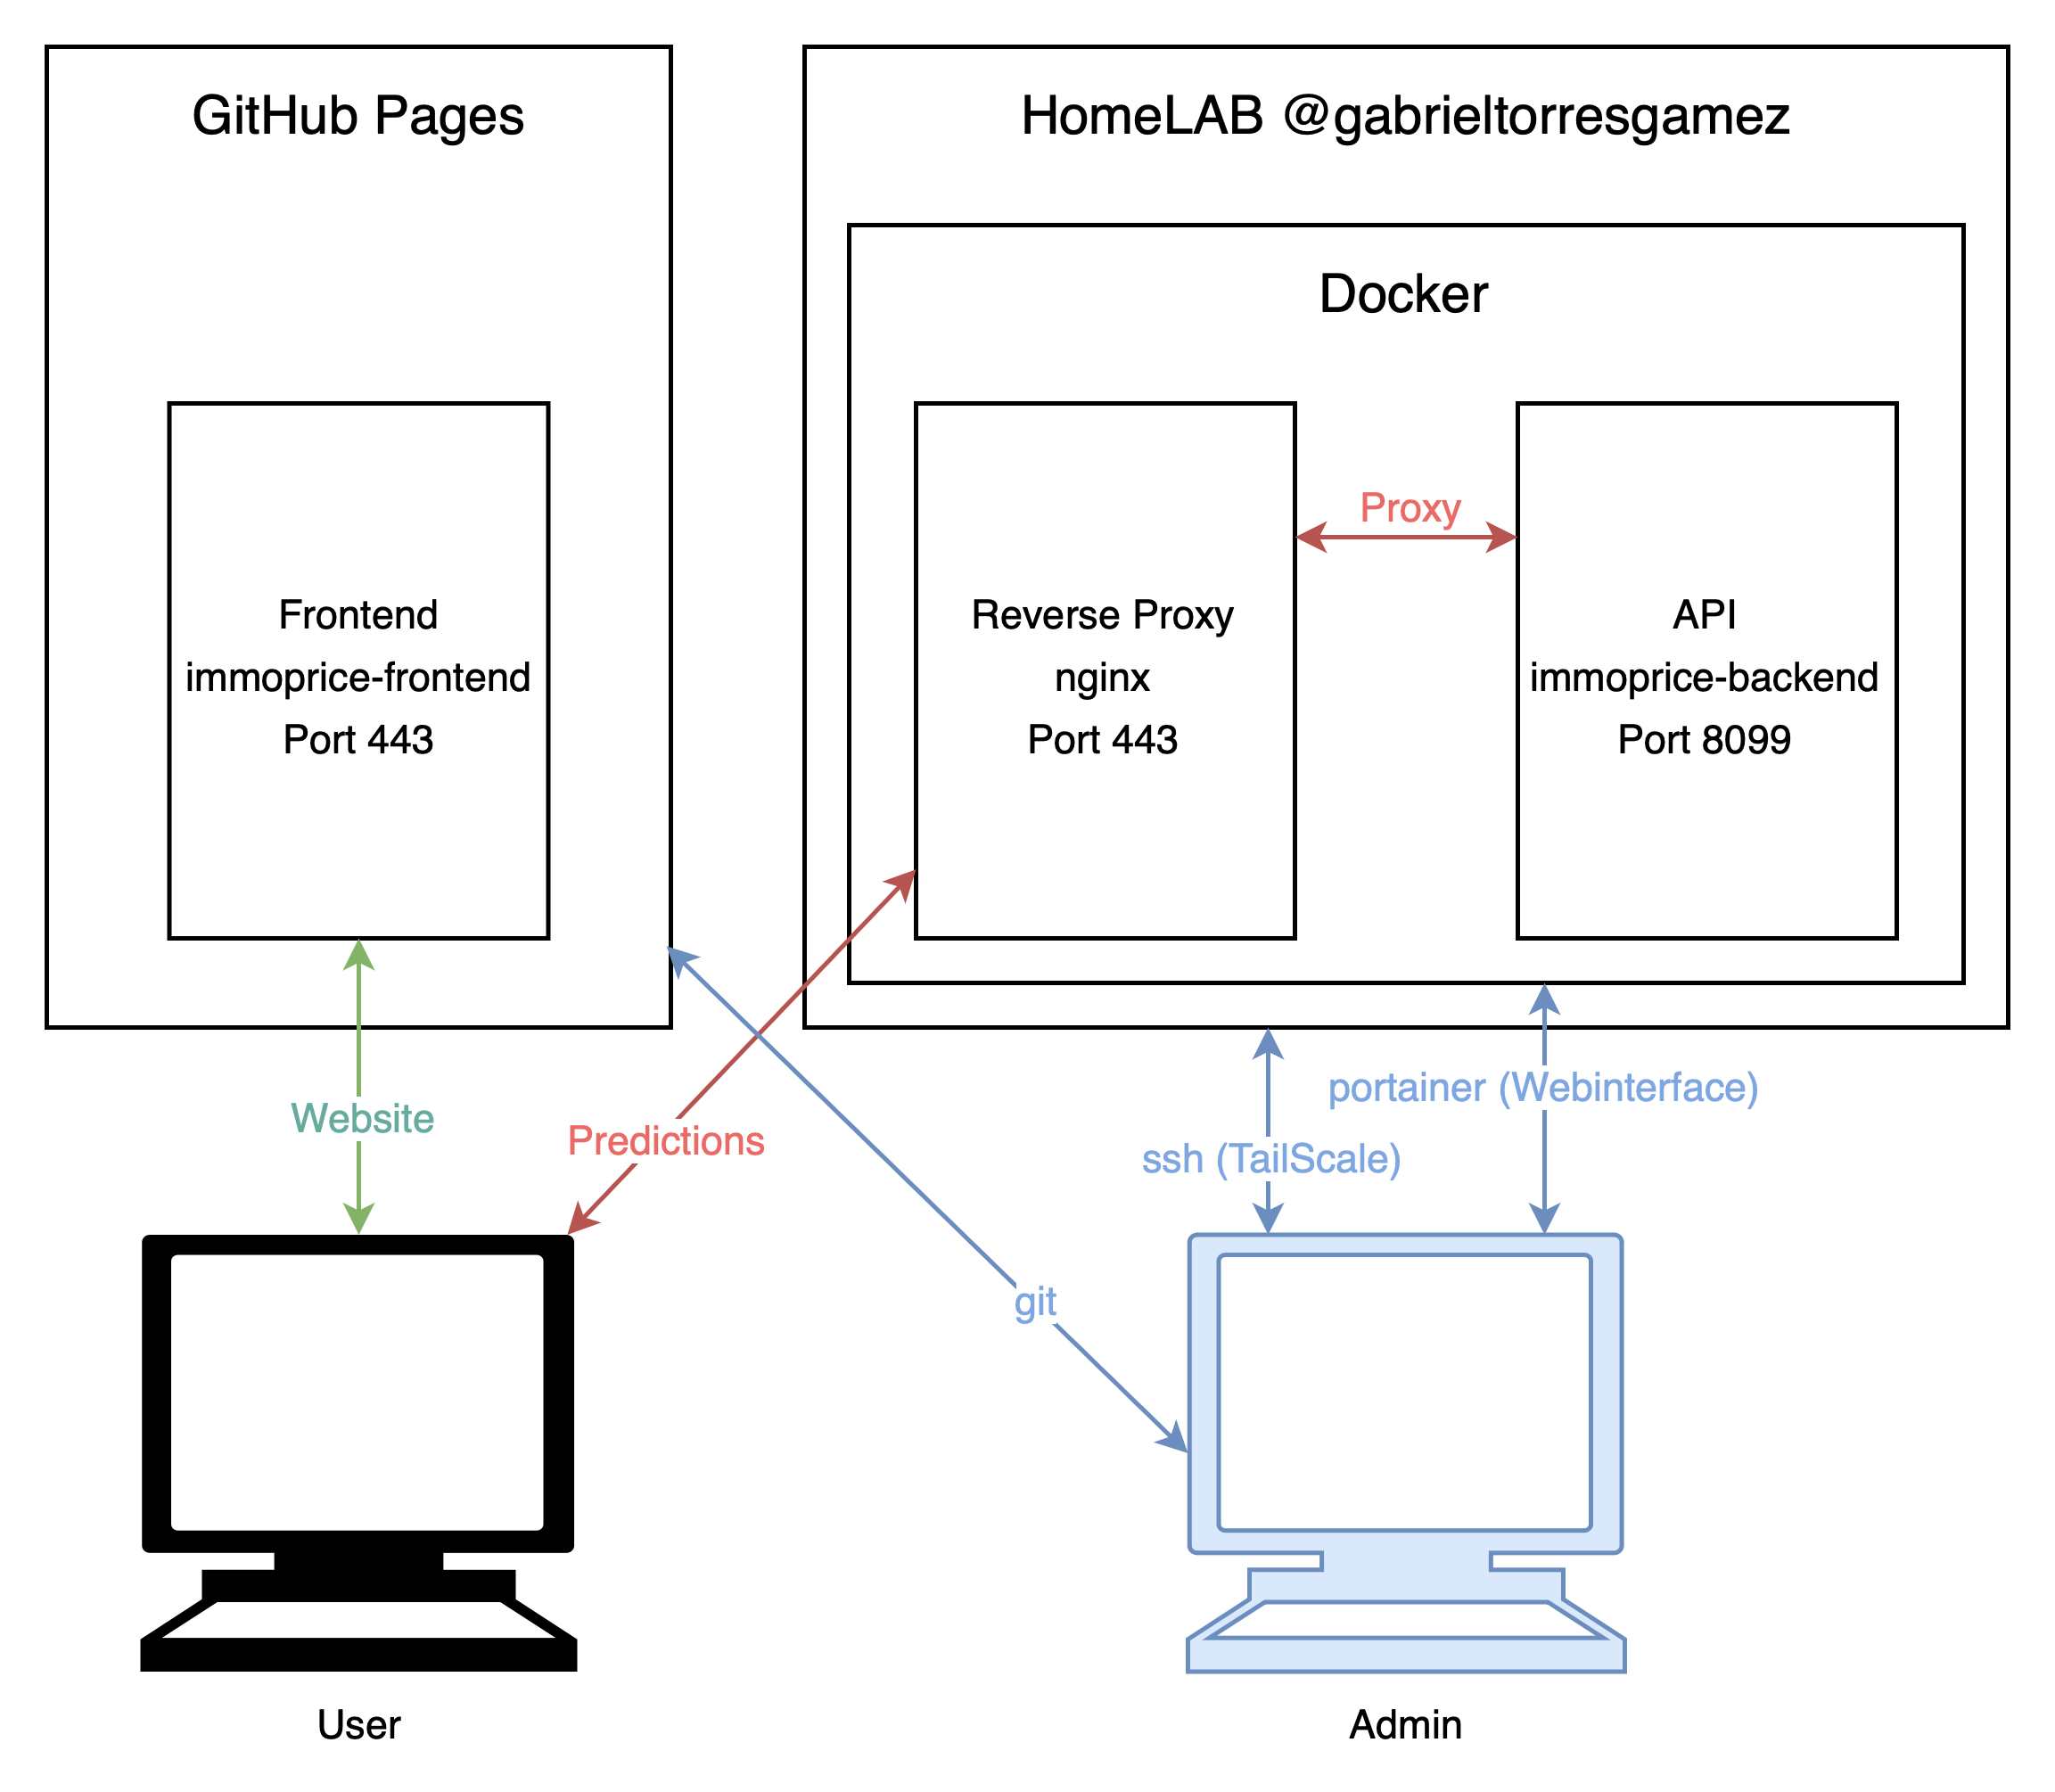 GitHub Pages
HomeLAB @gabrieltorresgamez
Docker
Frontend
immoprice-frontend
Port 443
Reverse Proxy
nginx
Port 443
Proxy
API
immoprice-backend
Port 8099
Website
Predictions
git
ssh (TailScale)
portainer (Webinterface)
User
Admin